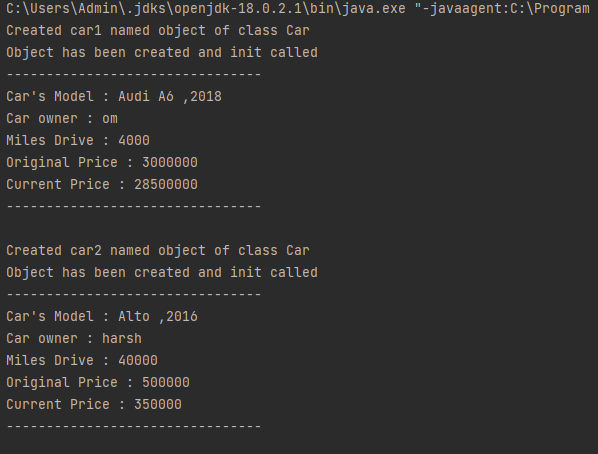 C:\Users\Admin\.jdks\openjdk-18.0.2.1\bin\java.exe "-javaagent:C:\Program
Created car1 named object of class Car
Object has been created and init called
--------------------------------
Car's Model : Audi A6 ,2018
Car owner : om
Miles Drive : 4000
Original Price : 3000000
Current Price : 28500000
--------------------------------
Created car2 named object of class Car
Object has been created and init called
--------------------------------
Car's Model : Alto ,2016
Car owner : harsh
Miles Drive : 40000
Original Price : 500000
Current Price : 350000
--------------------------------